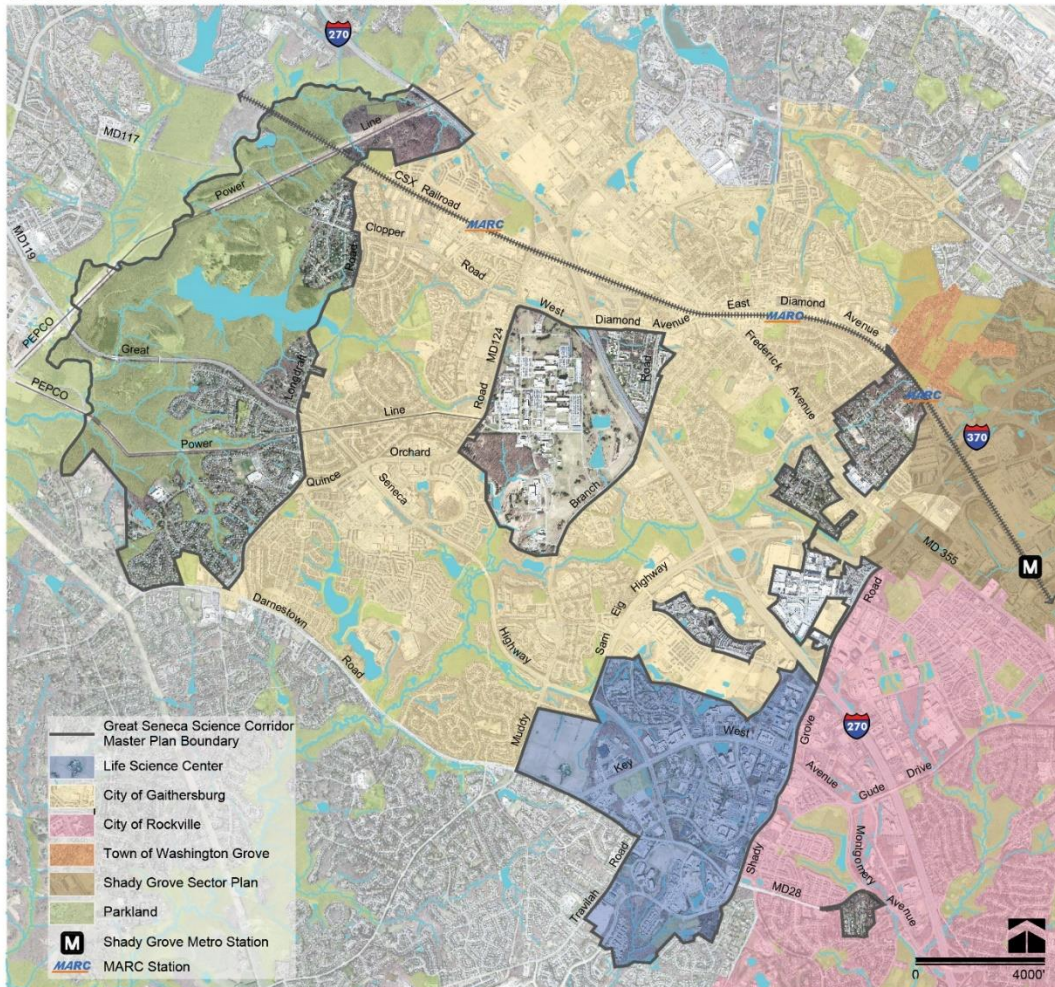 270
MD117
Line
Power
CSX Railroad
MARC
Clopper
Road
Road
MD119
PEPCO
Great
PEPCO
Longdraft
Power
Line
Quince
Orchard
Road
MD124
West
Diamond
Avenue
Road
East
Diamond
Avenue
MARC
Frederick
Avenue
MARC
370
M
MD 355
Road
Seneca
Highway
Branch
Sam
Eig
Highway
Darnestown
Road
Muddy
Key
West
Grove
Shady
270
Avenue
Gude
Drive
Montgomery
Avenue
MD28
Travilah
Road
Great Seneca Science Corridor
Master Plan Boundary
Life Science Center
City of Gaithersburg
City of Rockville
Town of Washington Grove
Shady Grove Sector Plan
Parkland
M Shady Grove Metro Station
MARC MARC Station
0 4000'